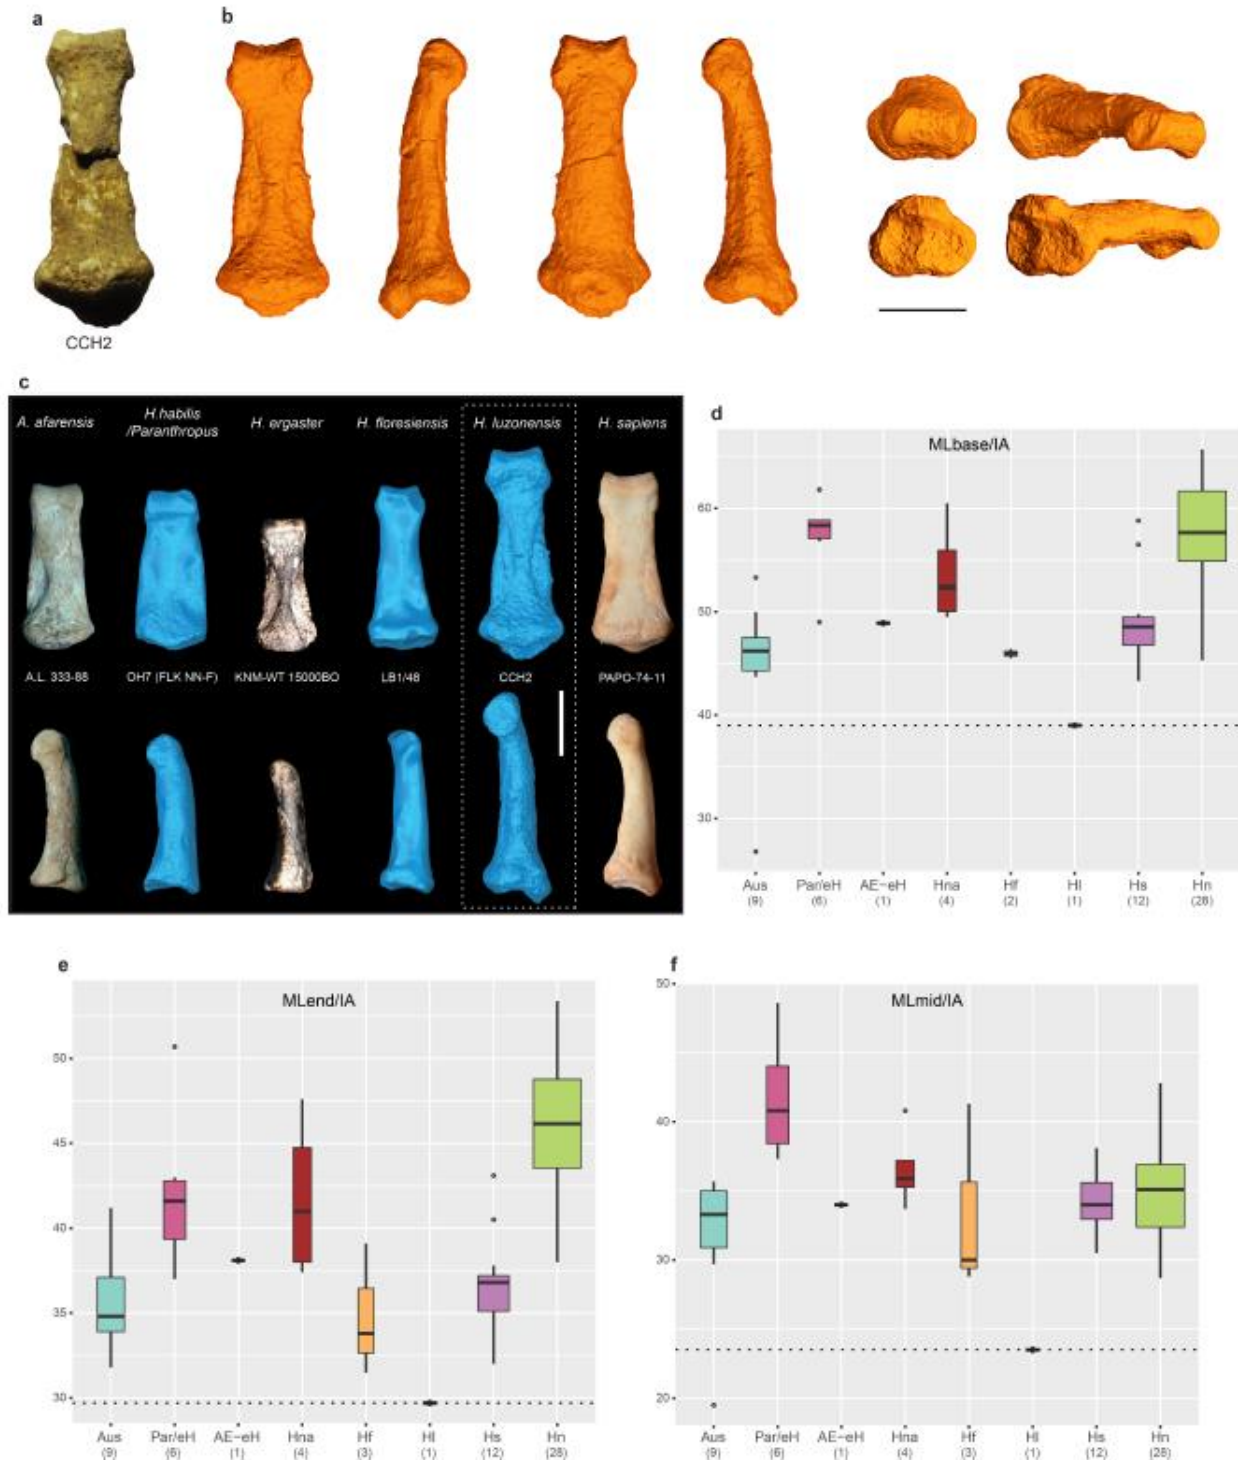 a
b
CCH2
c
A. afarensis
H.habilis
/Paranthropus
H. ergaster
H. floresiensis
H. luzonensis
H. sapiens
A.L. 333-88
OH7 (FLK NN-F)
KNM-WT 15000BO
LB1/48
CCH2
PAPO-74-11
d
MLbase/IA
60
50
40
30
Aus Par/eH AE-eH Hna Hf Hl Hs Hn
(9) (6) (1) (4) (2) (1) (12) (28)
e
MLend/IA
50
45
40
35
30
Aus Par/eH AE-eH Hna Hf Hl Hs Hn
(9) (6) (1) (4) (3) (1) (12) (28)
f
MLmid/IA
50
40
30
20
Aus Par/eH AE-eH Hna Hf Hl Hs Hn
(9) (6) (1) (4) (3) (1) (12) (28)